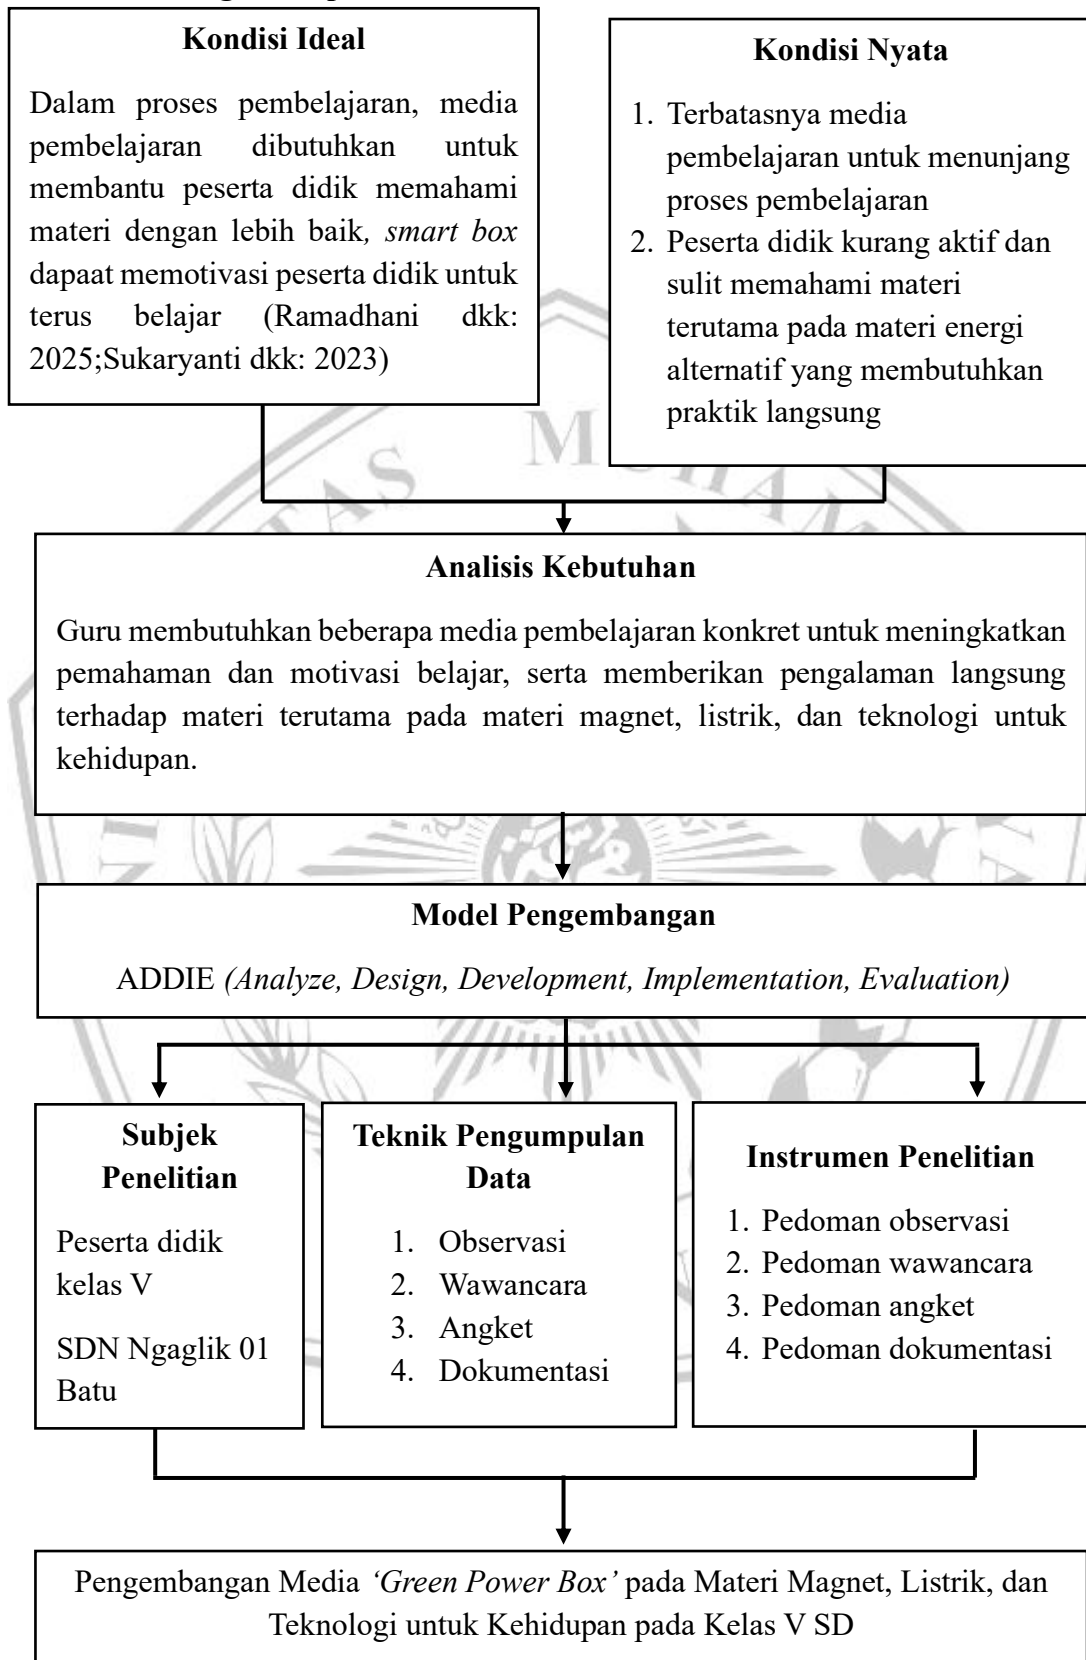 Kondisi Ideal
Dalam proses pembelajaran, media
pembelajaran dibutuhkan untuk
membantu peserta didik memahami
materi dengan lebih baik, smart box
dapaat memotivasi peserta didik untuk
terus belajar (Ramadhani dkk:
2025;Sukaryanti dkk: 2023)
Kondisi Nyata
1. Terbatasnya media
pembelajaran untuk menunjang
proses pembelajaran
2. Peserta didik kurang aktif dan
sulit memahami materi
terutama pada materi energi
alternatif yang membutuhkan
praktik langsung
Analisis Kebutuhan
Guru membutuhkan beberapa media pembelajaran konkret untuk meningkatkan
pemahaman dan motivasi belajar, serta memberikan pengalaman langsung
terhadap materi terutama pada materi magnet, listrik, dan teknologi untuk
kehidupan.
Model Pengembangan
ADDIE (Analyze, Design, Development, Implementation, Evaluation)
Subjek
Penelitian
Peserta didik
kelas V
SDN Ngaglik 01
Batu
Teknik Pengumpulan
Data
1. Observasi
2. Wawancara
3. Angket
4. Dokumentasi
Instrumen Penelitian
1. Pedoman observasi
2. Pedoman wawancara
3. Pedoman angket
4. Pedoman dokumentasi
Pengembangan Media ‘Green Power Box’ pada Materi Magnet, Listrik, dan
Teknologi untuk Kehidupan pada Kelas V SD